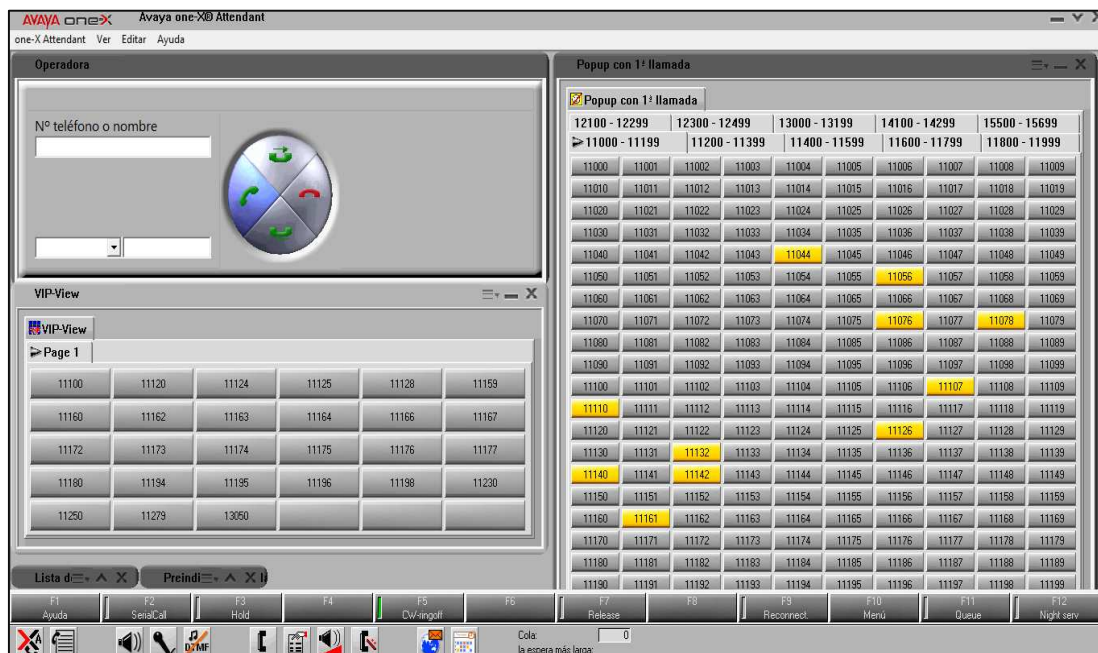 AVAYA one-X Avaya one-X® Attendant
one-X Attendant Ver Editar Ayuda
Operadora
Nº teléfono o nombre
VIP-View
VIP-View
Page 1
11100 11120 11124 11125 11128 11159
11160 11162 11163 11164 11166 11167
11172 11173 11174 11175 11176 11177
11180 11194 11195 11196 11198 11230
11250 11279 13050
Lista d Preindi
Popup con 1ª llamada
Popup con 1ª llamada
12100 - 12299 12300 - 12499 13000 - 13199 14100 - 14299 15500 - 15699
11000 - 11199 11200 - 11399 11400 - 11599 11600 - 11799 11800 - 11999
11000 11001 11002 11003 11004 11005 11006 11007 11008 11009
11010 11011 11012 11013 11014 11015 11016 11017 11018 11019
11020 11021 11022 11023 11024 11025 11026 11027 11028 11029
11030 11031 11032 11033 11034 11035 11036 11037 11038 11039
11040 11041 11042 11043 11044 11045 11046 11047 11048 11049
11050 11051 11052 11053 11054 11055 11056 11057 11058 11059
11060 11061 11062 11063 11064 11065 11066 11067 11068 11069
11070 11071 11072 11073 11074 11075 11076 11077 11078 11079
11080 11081 11082 11083 11084 11085 11086 11087 11088 11089
11090 11091 11092 11093 11094 11095 11096 11097 11098 11099
11100 11101 11102 11103 11104 11105 11106 11107 11108 11109
11110 11111 11112 11113 11114 11115 11116 11117 11118 11119
11120 11121 11122 11123 11124 11125 11126 11127 11128 11129
11130 11131 11132 11133 11134 11135 11136 11137 11138 11139
11140 11141 11142 11143 11144 11145 11146 11147 11148 11149
11150 11151 11152 11153 11154 11155 11156 11157 11158 11159
11160 11161 11162 11163 11164 11165 11166 11167 11168 11169
11170 11171 11172 11173 11174 11175 11176 11177 11178 11179
11180 11181 11182 11183 11184 11185 11186 11187 11188 11189
11190 11191 11192 11193 11194 11195 11196 11197 11198 11199
F1 F2 F3 F4 F5 F6 F7 F8 F9 F10 F11 F12
Ayuda SerialCall Hold CW-ringoff Release Reconnect. Menú Queue Night serv
DTMF
Cola: 0
la espera más larga: